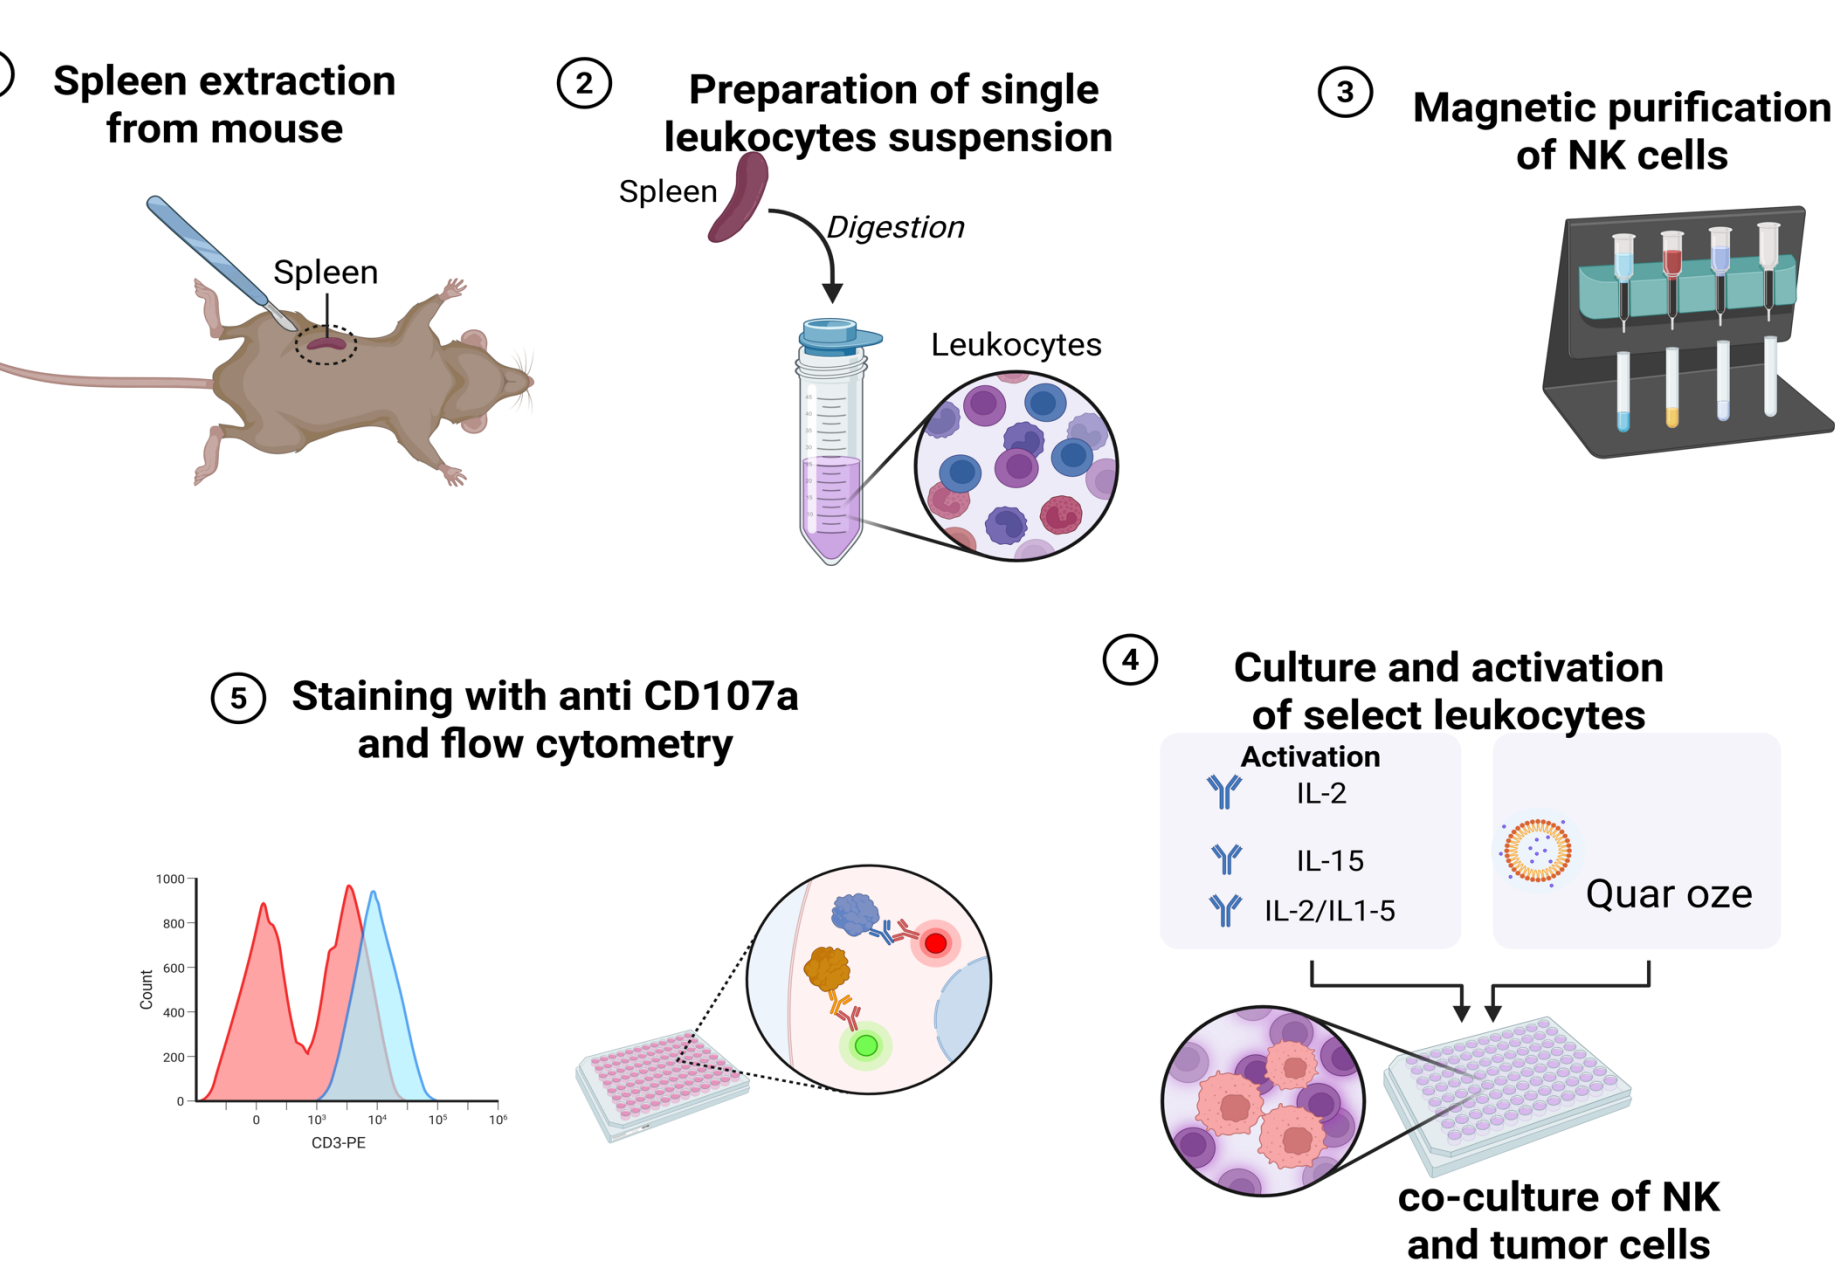 Spleen extraction
from mouse
Spleen
2
Preparation of single
leukocytes suspension
Spleen
Digestion
Leukocytes
3
Magnetic purification
of NK cells
4
Culture and activation
of select leukocytes
Activation
IL-2
IL-15
IL-2/IL1-5
Quar oze
co-culture of NK
and tumor cells
5
Staining with anti CD107a
and flow cytometry
Count
1000
800
600
400
200
0
0 10³ 10⁴ 10⁵ 10⁶
CD3-PE